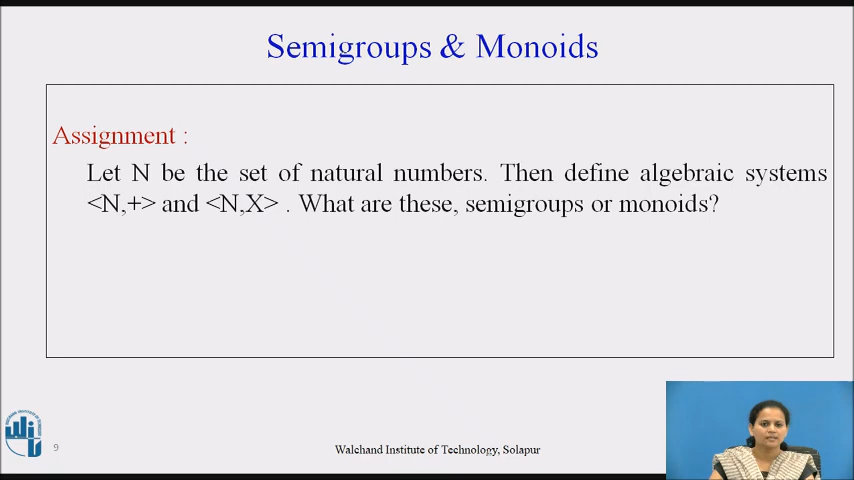 Semigroups & Monoids
Assignment :
Let N be the set of natural numbers. Then define algebraic systems
<N,+> and <N,X> . What are these, semigroups or monoids?
9
Walchand Institute of Technology, Solapur